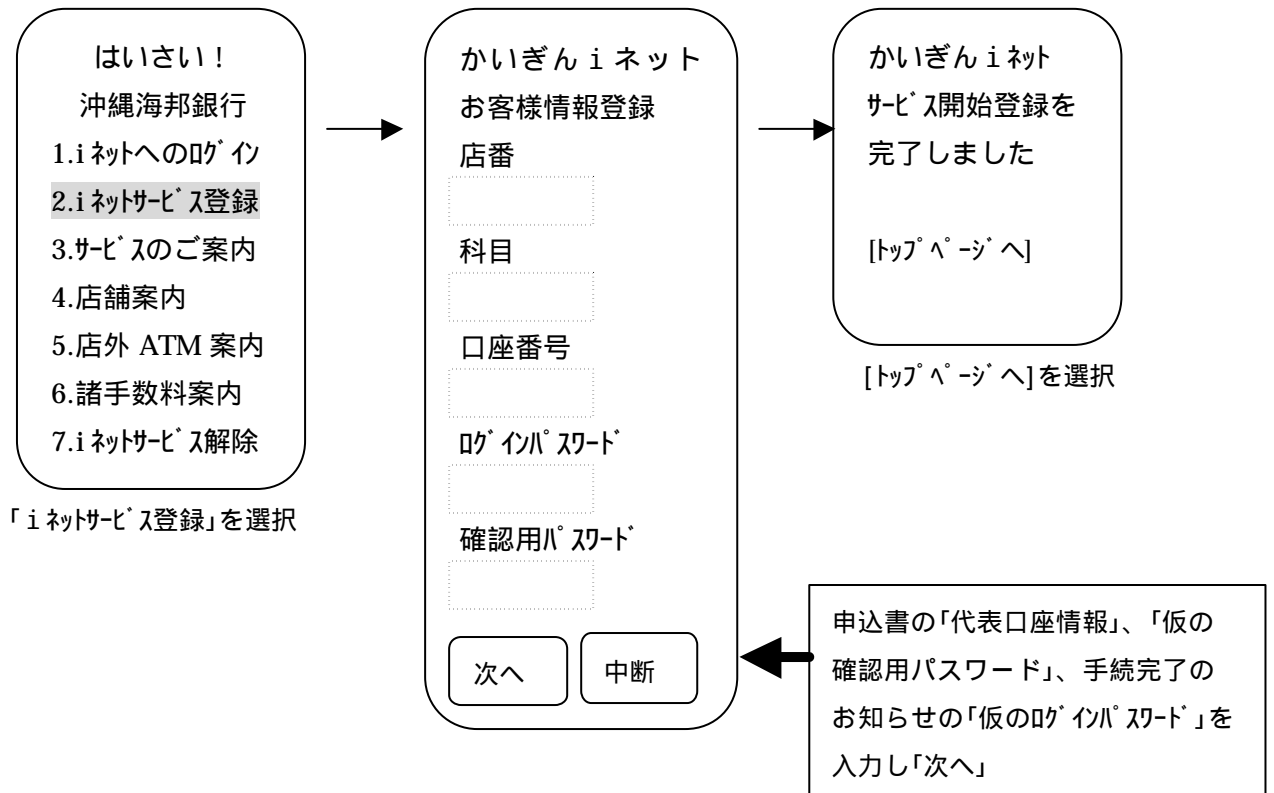 はいさい！
沖縄海邦銀行
1.iﾈｯﾄへのﾛｸﾞｲﾝ
2.iﾈｯﾄｻｰﾋﾞｽ登録
3.ｻｰﾋﾞｽのご案内
4.店舗案内
5.店外 ATM 案内
6.諸手数料案内
7.iﾈｯﾄｻｰﾋﾞｽ解除
「ｉﾈｯﾄｻｰﾋﾞｽ登録」を選択
かいぎんｉネット
お客様情報登録
店番
科目
口座番号
ﾛｸﾞｲﾝﾊﾟｽﾜｰﾄﾞ
確認用ﾊﾟｽﾜｰﾄﾞ
次へ
中断
かいぎんｉﾈｯﾄ
ｻｰﾋﾞｽ開始登録を
完了しました
[ﾄｯﾌﾟﾍﾟｰｼﾞへ]
[ﾄｯﾌﾟﾍﾟｰｼﾞへ]を選択
申込書の「代表口座情報」、「仮の
確認用パスワード」、手続完了の
お知らせの「仮のﾛｸﾞｲﾝﾊﾟｽﾜｰﾄﾞ」を
入力し「次へ」